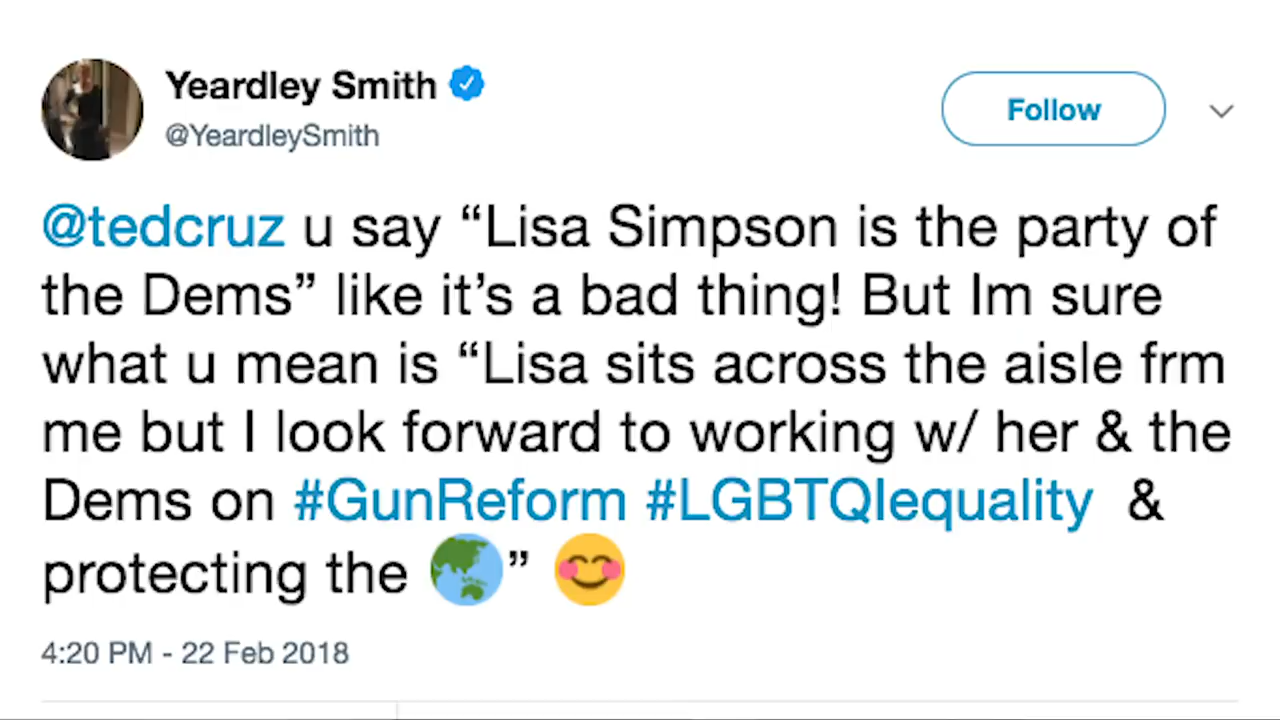 Yeardley Smith
@YeardleySmith
Follow
@tedcruz u say “Lisa Simpson is the party of
the Dems” like it’s a bad thing! But Im sure
what u mean is “Lisa sits across the aisle frm
me but I look forward to working w/ her & the
Dems on #GunReform #LGBTQIequality &
protecting the 🌏” 😊
4:20 PM - 22 Feb 2018